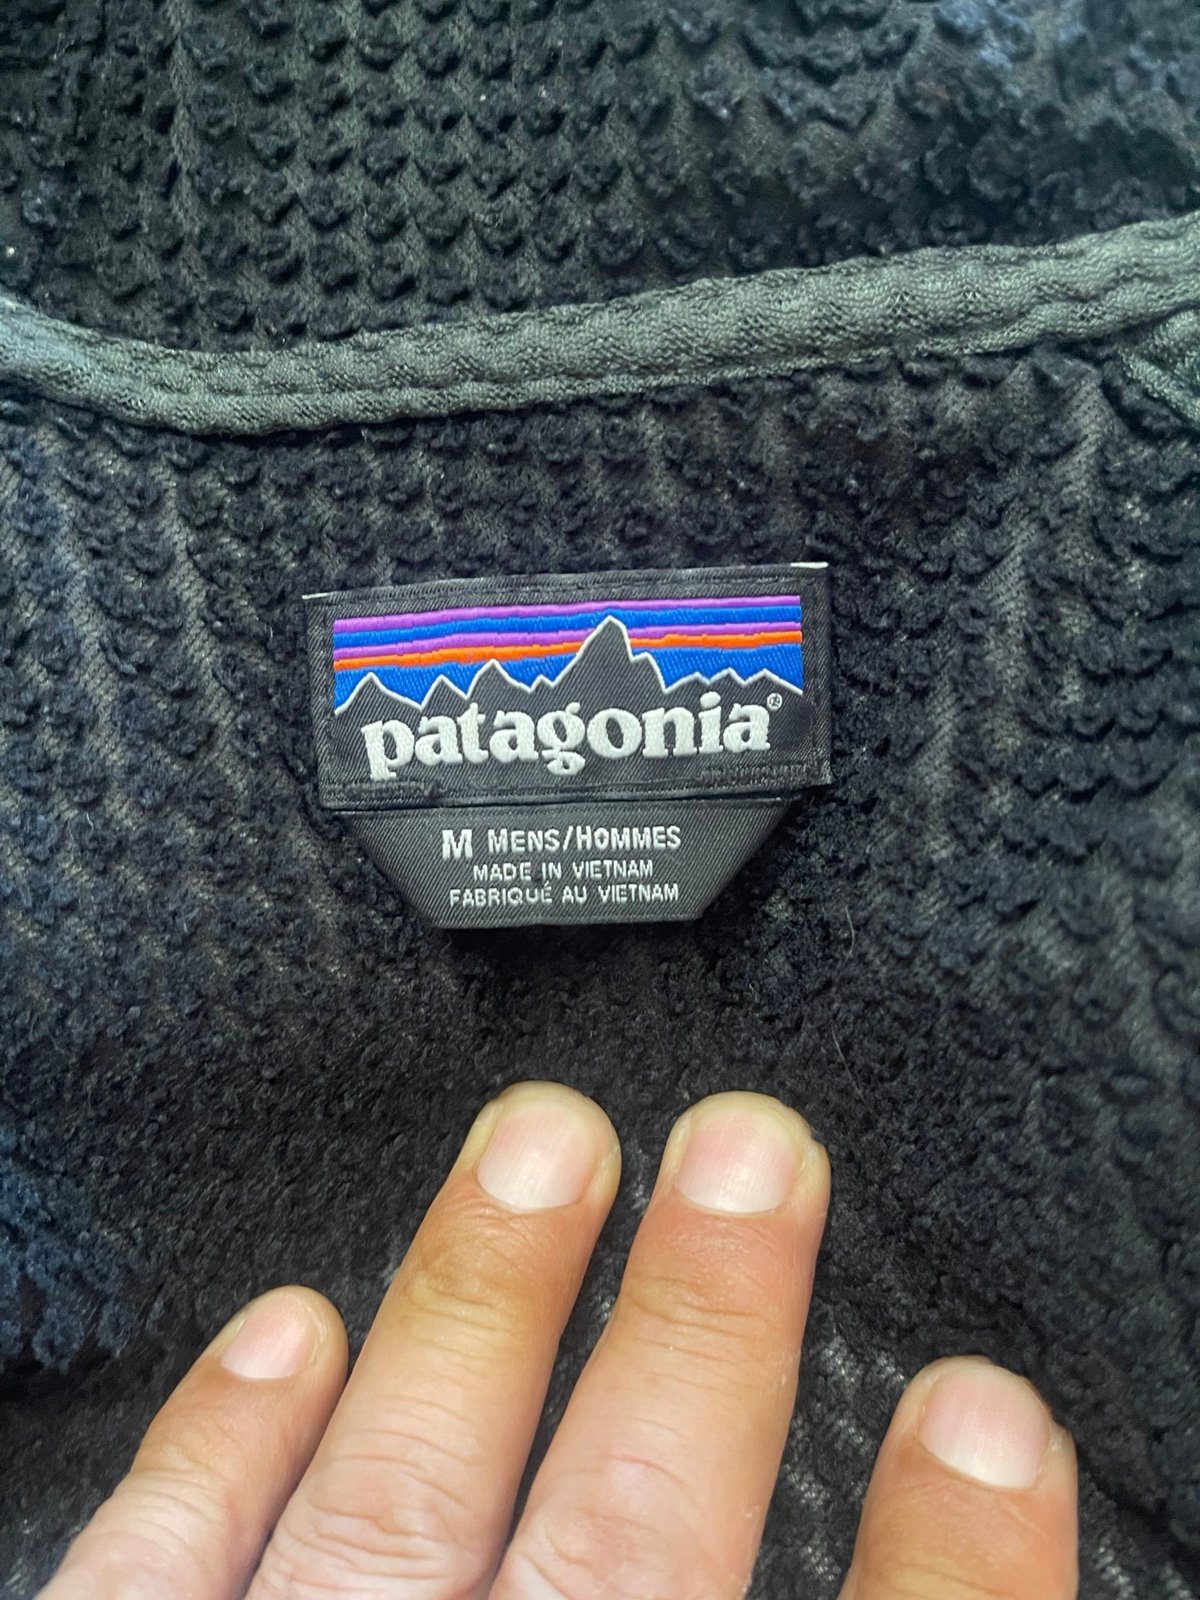 patagonia®
M MENS/HOMMES
MADE IN VIETNAM
FABRIQUÉ AU VIETNAM